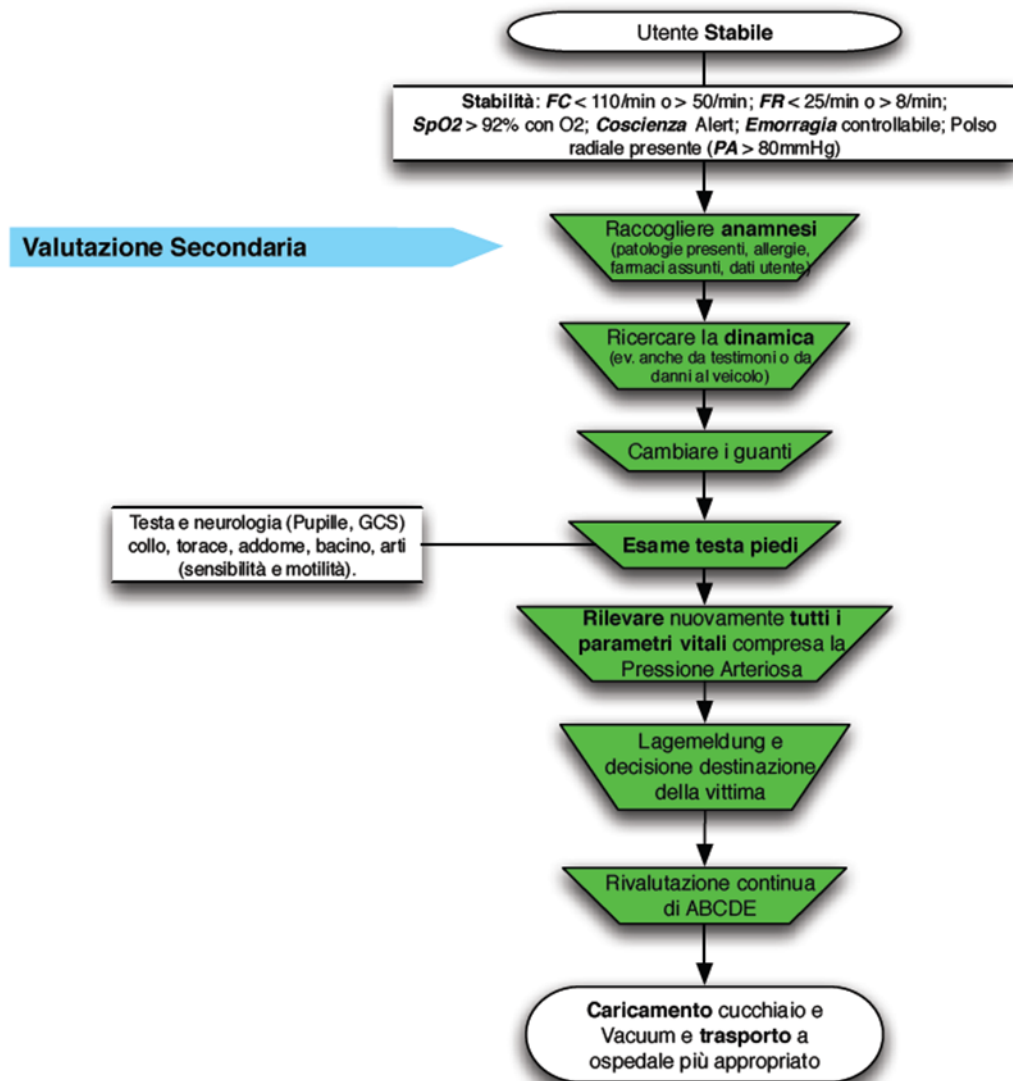 Utente Stabile
Stabilità: FC < 110/min o > 50/min; FR < 25/min o > 8/min;
SpO2 > 92% con O2; Coscienza Alert; Emorragia controllabile; Polso
radiale presente (PA > 80mmHg)
Valutazione Secondaria
Raccogliere anamnesi
(patologie presenti, allergie,
farmaci assunti, dati utente)
Ricercare la dinamica
(ev. anche da testimoni o da
danni al veicolo)
Cambiare i guanti
Testa e neurologia (Pupille, GCS)
collo, torace, addome, bacino, arti
(sensibilità e motilità).
Esame testa piedi
Rilevare nuovamente tutti i
parametri vitali compresa la
Pressione Arteriosa
Lagemeldung e
decisione destinazione
della vittima
Rivalutazione continua
di ABCDE
Caricamento cucchiaio e
Vacuum e trasporto a
ospedale più appropriato